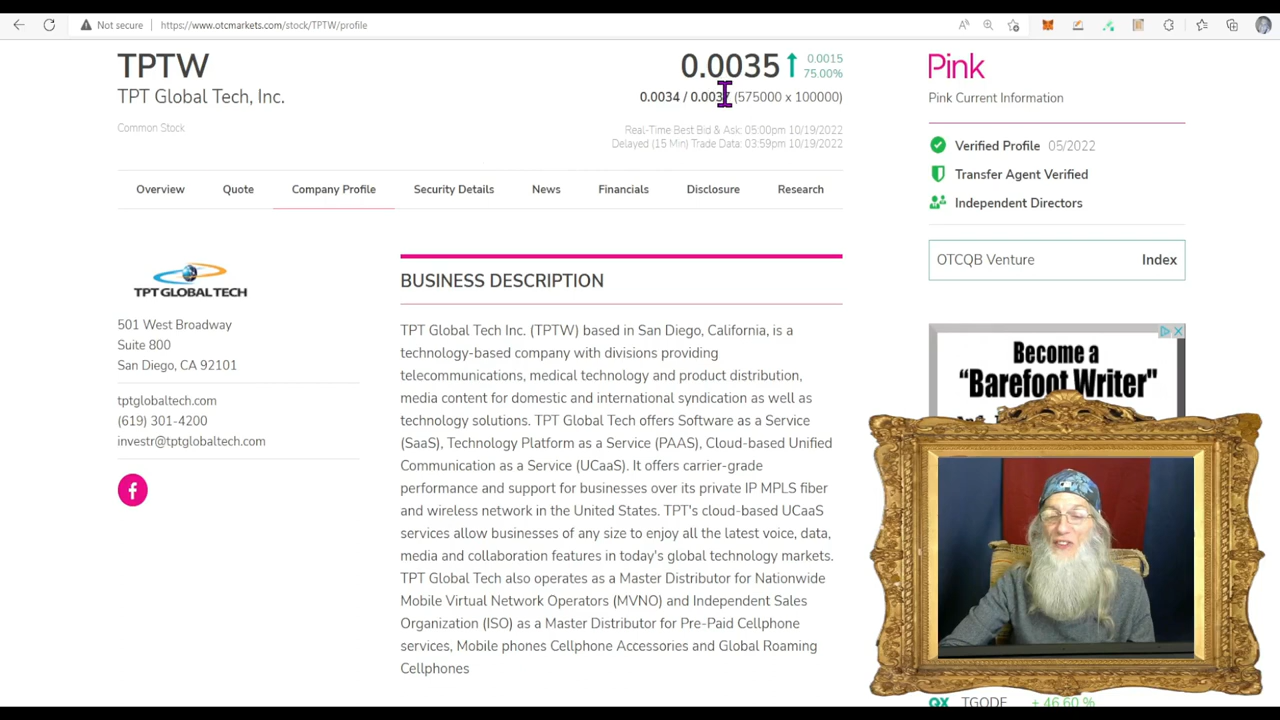 Not secure
https://www.otcmarkets.com/stock/TPTW/profile
TPTW
0.0035
0.0015
75.00%
TPT Global Tech, Inc.
0.0034 / 0.0037 (575000 x 100000)
Common Stock
Real-Time Best Bid & Ask: 05:00pm 10/19/2022
Delayed (15 Min) Trade Data: 03:59pm 10/19/2022
Pink
Pink Current Information
Verified Profile 05/2022
Transfer Agent Verified
Independent Directors
Overview Quote Company Profile Security Details News Financials Disclosure Research
OTCQB Venture Index
TPT GLOBAL TECH
501 West Broadway
Suite 800
San Diego, CA 92101
tptglobaltech.com
(619) 301-4200
investr@tptglobaltech.com
BUSINESS DESCRIPTION
TPT Global Tech Inc. (TPTW) based in San Diego, California, is a
technology-based company with divisions providing
telecommunications, medical technology and product distribution,
media content for domestic and international syndication as well as
technology solutions. TPT Global Tech offers Software as a Service
(SaaS), Technology Platform as a Service (PAAS), Cloud-based Unified
Communication as a Service (UCaaS). It offers carrier-grade
performance and support for businesses over its private IP MPLS fiber
and wireless network in the United States. TPT's cloud-based UCaaS
services allow businesses of any size to enjoy all the latest voice, data,
media and collaboration features in today's global technology markets.
TPT Global Tech also operates as a Master Distributor for Nationwide
Mobile Virtual Network Operators (MVNO) and Independent Sales
Organization (ISO) as a Master Distributor for Pre-Paid Cellphone
services, Mobile phones Cellphone Accessories and Global Roaming
Cellphones
Become a
"Barefoot Writer"
QX TGODF + 46.60 %